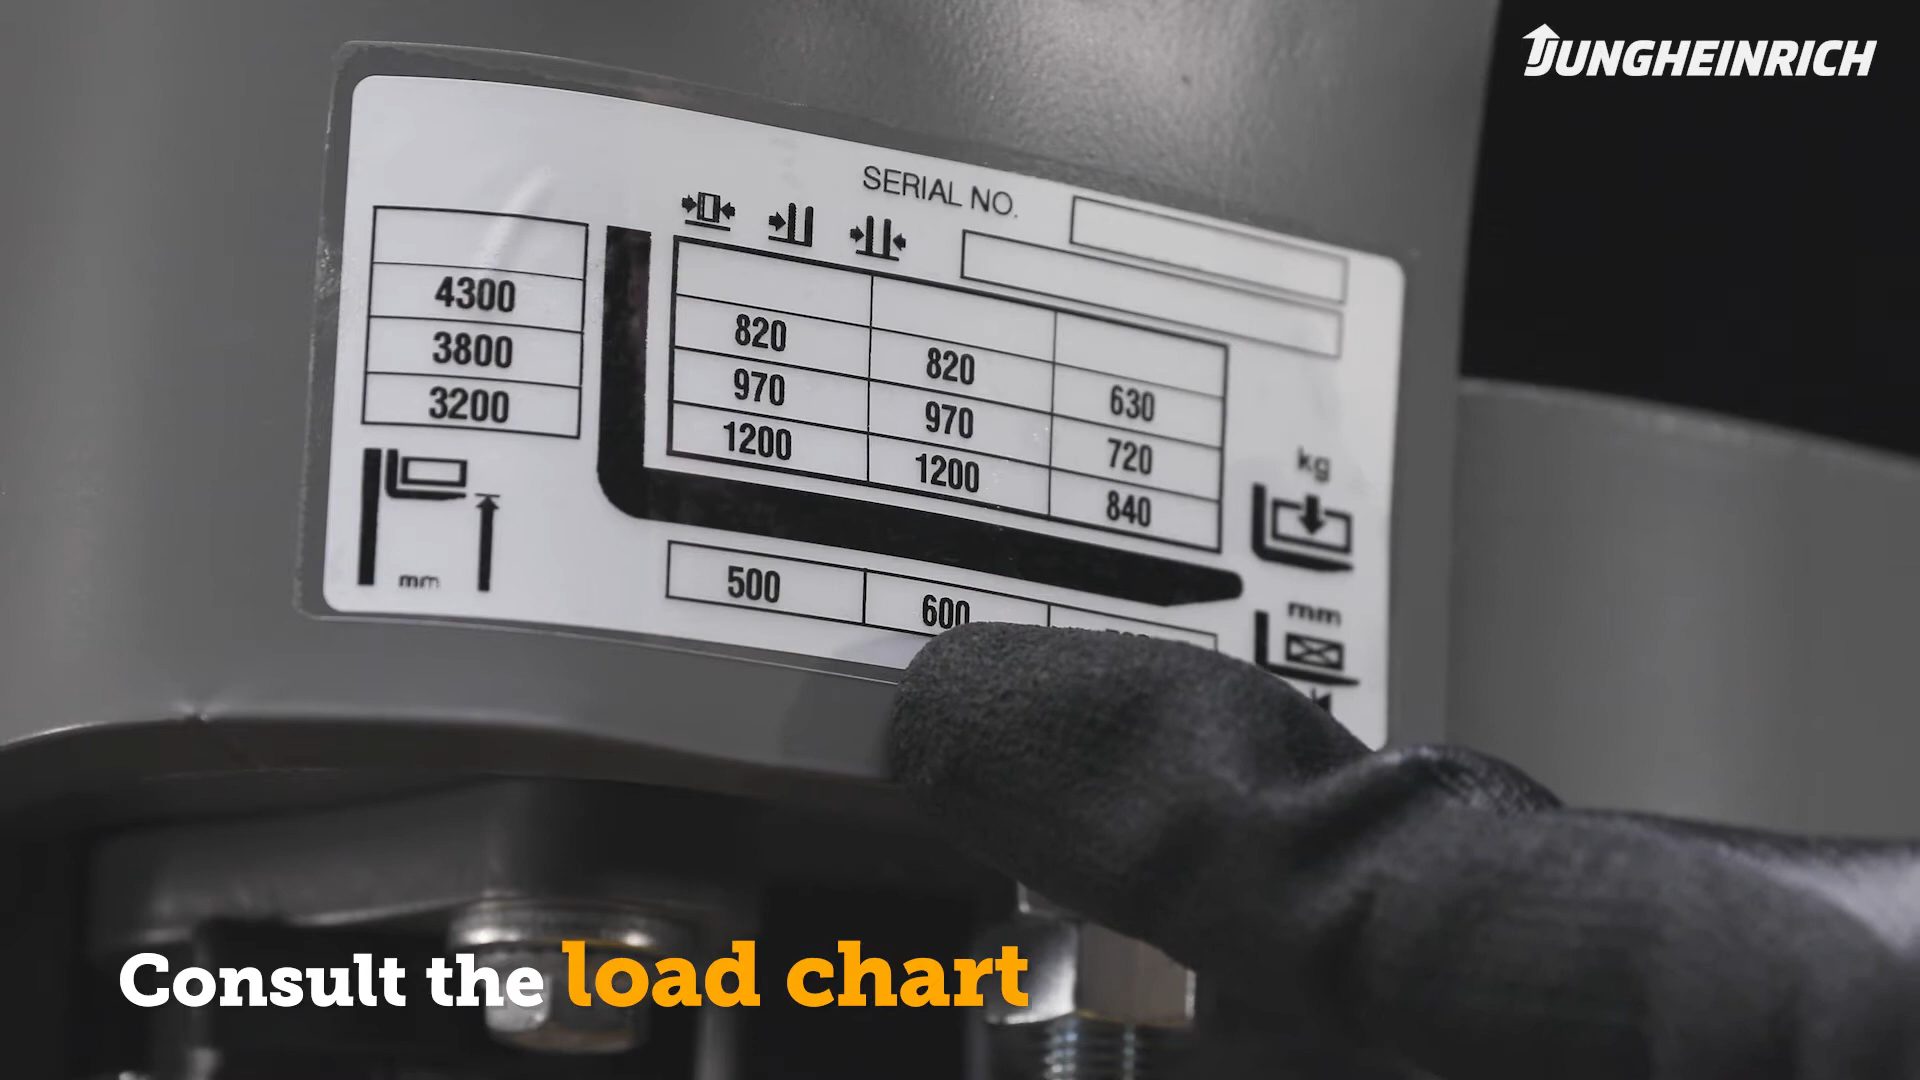 JUNGHEINRICH
SERIAL NO.
4300 820 820 630
3800 970 970 720
3200 1200 1200 840
kg
mm
500 600
mm
Consult the load chart